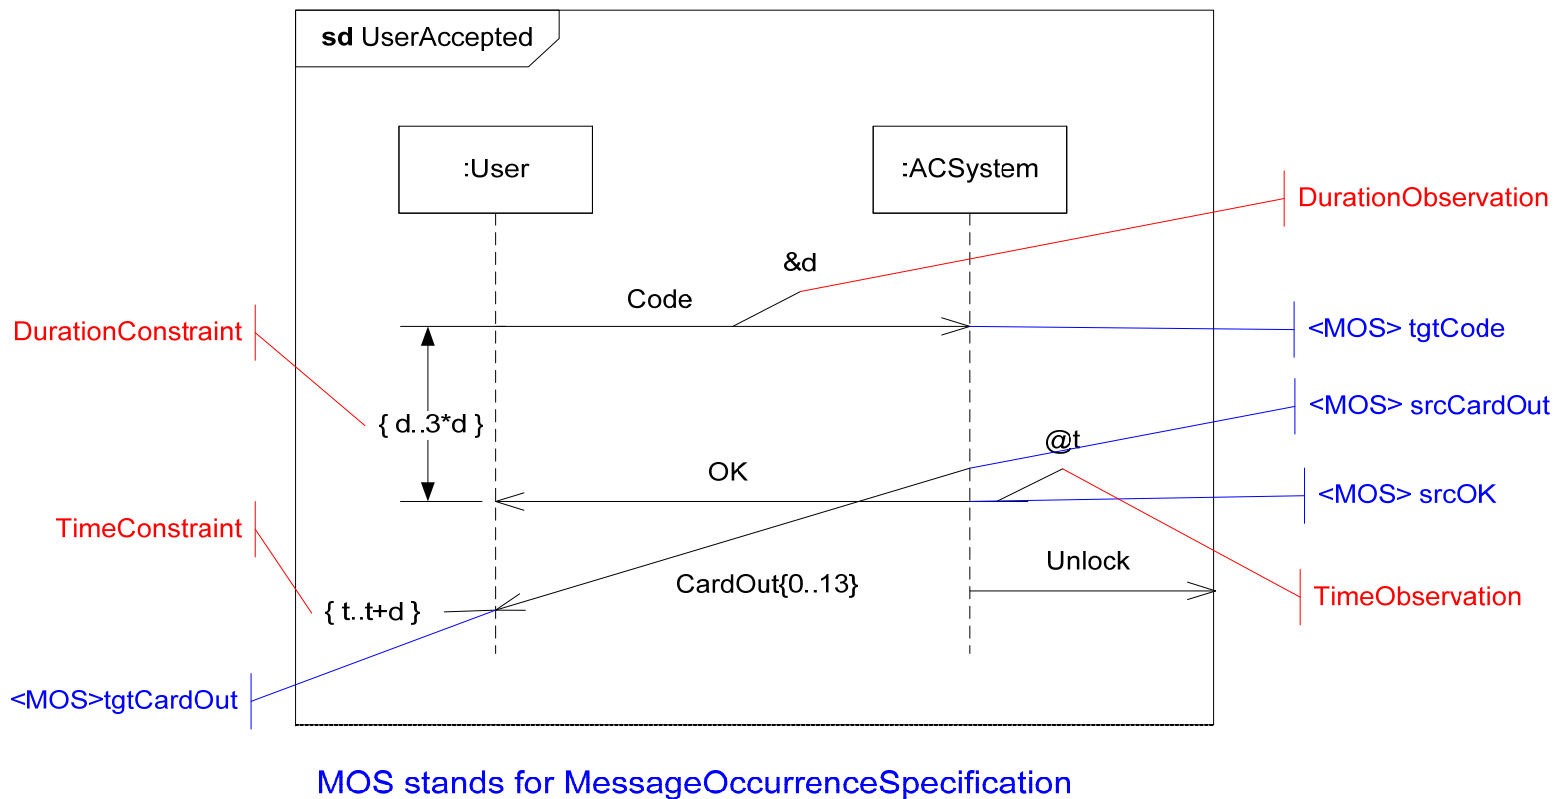 sd UserAccepted
:User
:ACSystem
DurationObservation
&d
Code
DurationConstraint
<MOS> tgtCode
<MOS> srcCardOut
{ d..3*d }
@t
OK
<MOS> srcOK
TimeConstraint
Unlock
CardOut{0..13}
TimeObservation
{ t..t+d }
<MOS>tgtCardOut
MOS stands for MessageOccurrenceSpecification